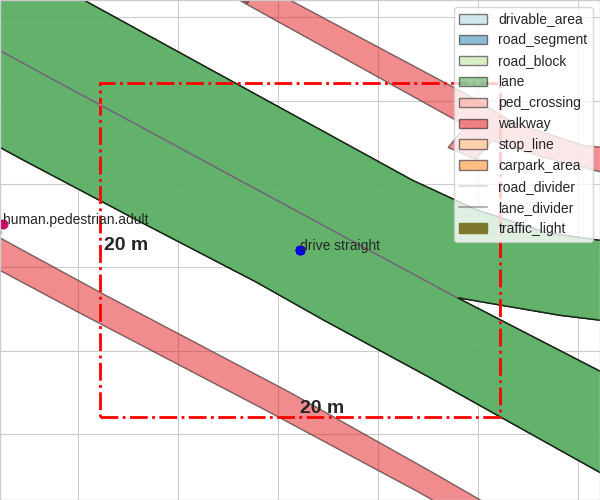 drivable_area
road_segment
road_block
lane
ped_crossing
walkway
stop_line
carpark_area
road_divider
lane_divider
traffic_light
human.pedestrian.adult
20 m
drive straight
20 m